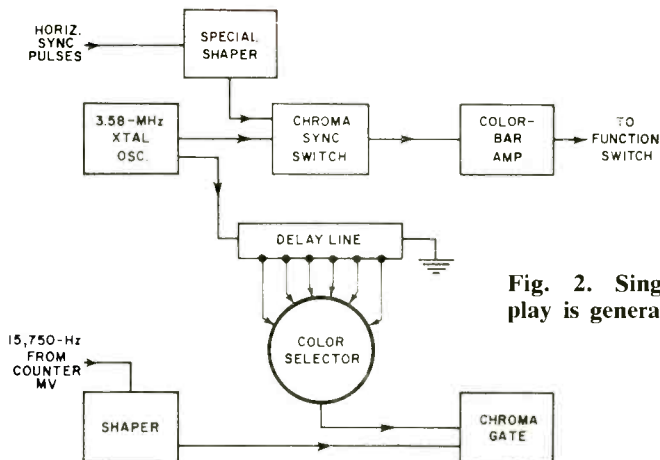 HORIZ.
SYNC
PULSES
SPECIAL
SHAPER
3.58-MHz
XTAL
OSC.
CHROMA
SYNC
SWITCH
COLOR-
BAR
AMP
TO
FUNCTION
SWITCH
DELAY LINE
COLOR
SELECTOR
Fig. 2. Sing
play is genera
15,750-Hz
FROM
COUNTER
MV
SHAPER
CHROMA
GATE